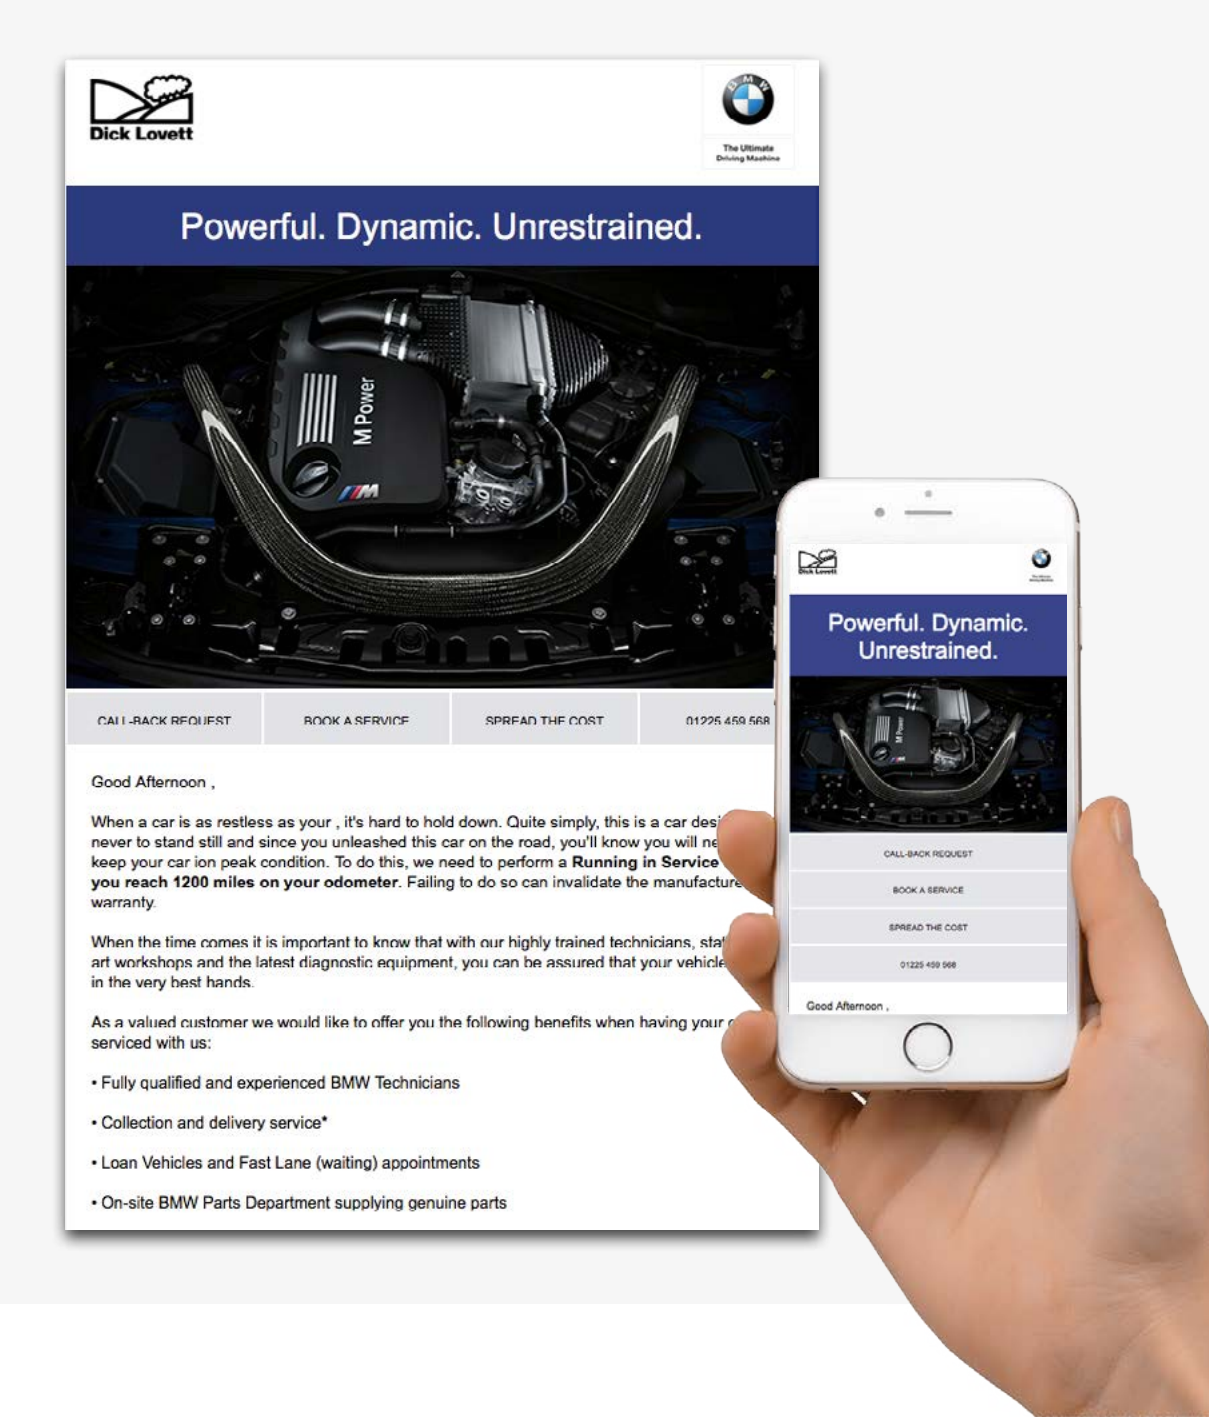 Dick Lovett
BMW
The Ultimate
Driving Machine
Powerful. Dynamic. Unrestrained.
M Power
M
CALL-BACK REQUEST
BOOK A SERVICE
SPREAD THE COST
01225 459 568
Good Afternoon ,
When a car is as restless as your , it's hard to hold down. Quite simply, this is a car
never to stand still and since you unleashed this car on the road, you'll know you will
keep your car ion peak condition. To do this, we need to perform a Running in Service
you reach 1200 miles on your odometer. Failing to do so can invalidate the
warranty.
When the time comes it is important to know that with our highly trained technicians,
art workshops and the latest diagnostic equipment, you can be assured that your vehicle
in the very best hands.
As a valued customer we would like to offer you the following benefits when having your
serviced with us:
• Fully qualified and experienced BMW Technicians
• Collection and delivery service*
• Loan Vehicles and Fast Lane (waiting) appointments
• On-site BMW Parts Department supplying genuine parts
Dick Lovett
Powerful. Dynamic.
Unrestrained.
M Power
CALL-BACK REQUEST
BOOK A SERVICE
SPREAD THE COST
01225 459 568
Good Afternoon ,